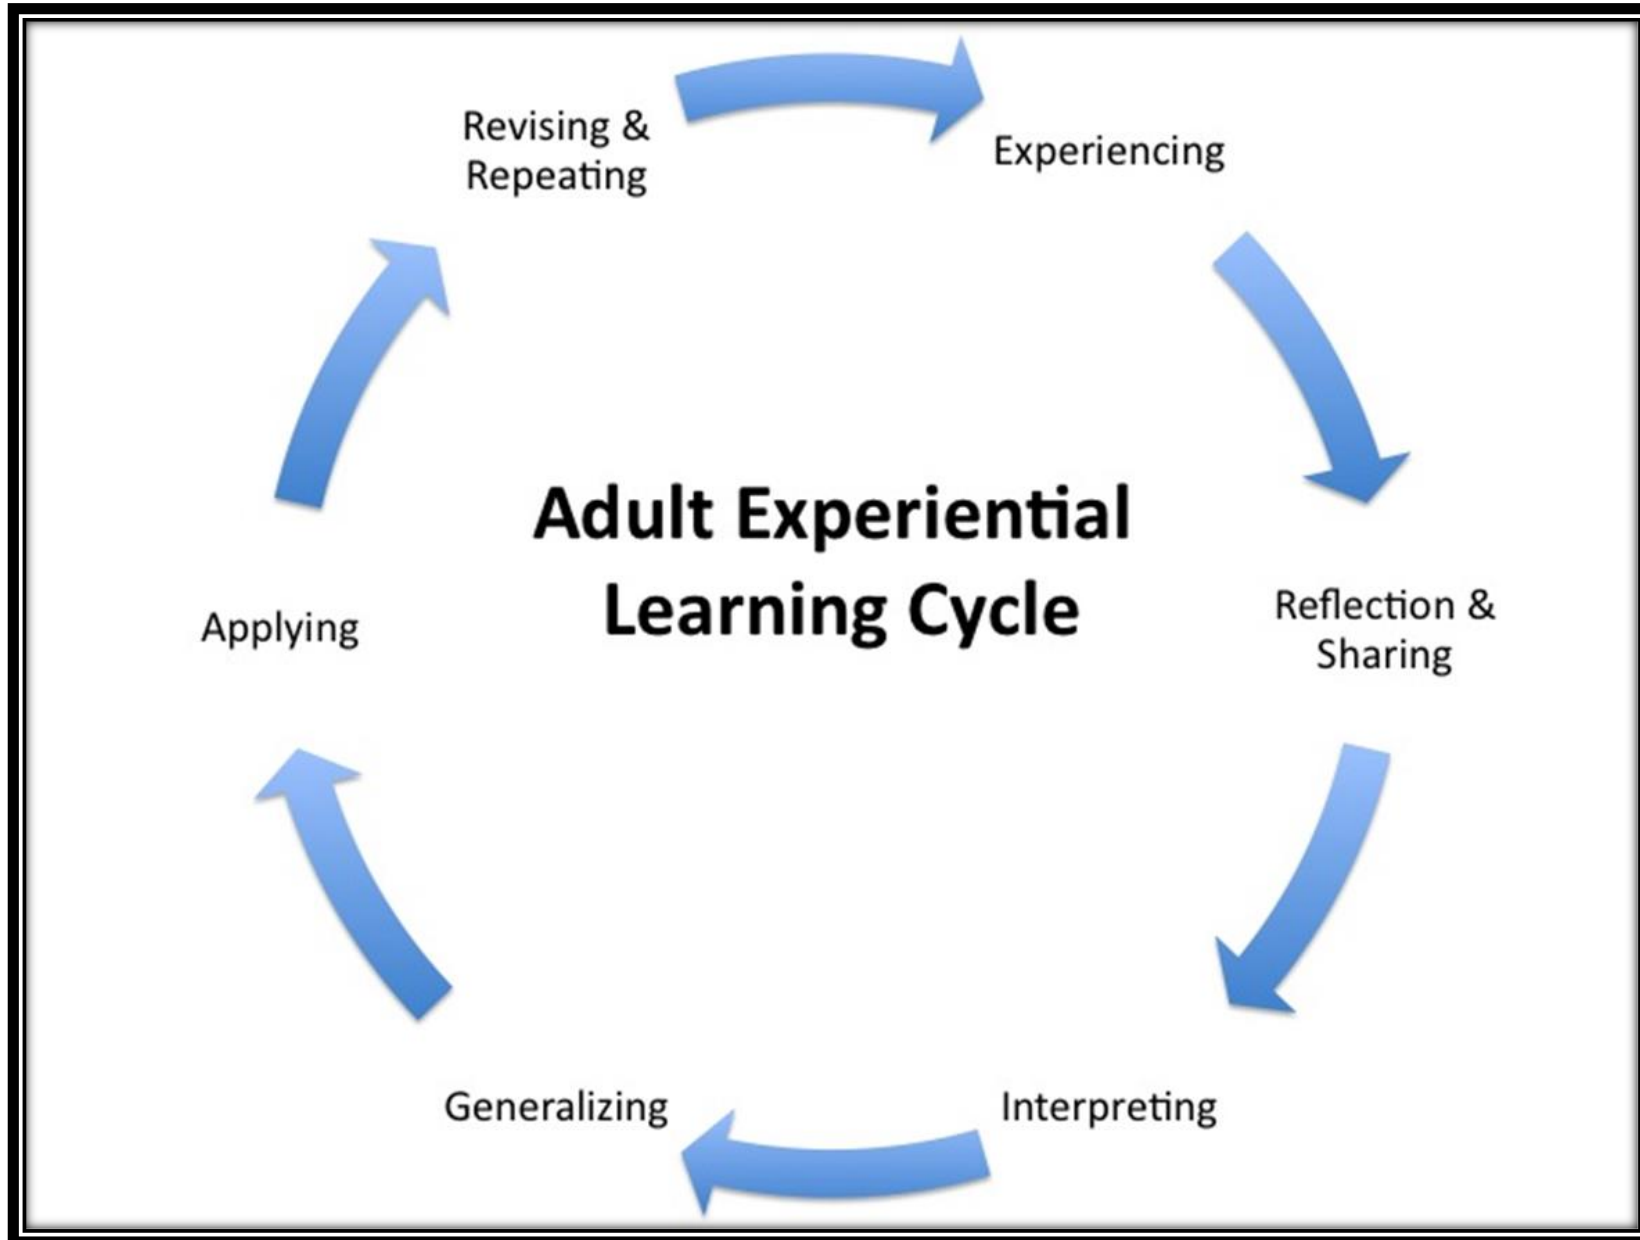 Revising &
Repeating
Experiencing
Adult Experiential
Learning Cycle
Reflection &
Sharing
Applying
Generalizing
Interpreting